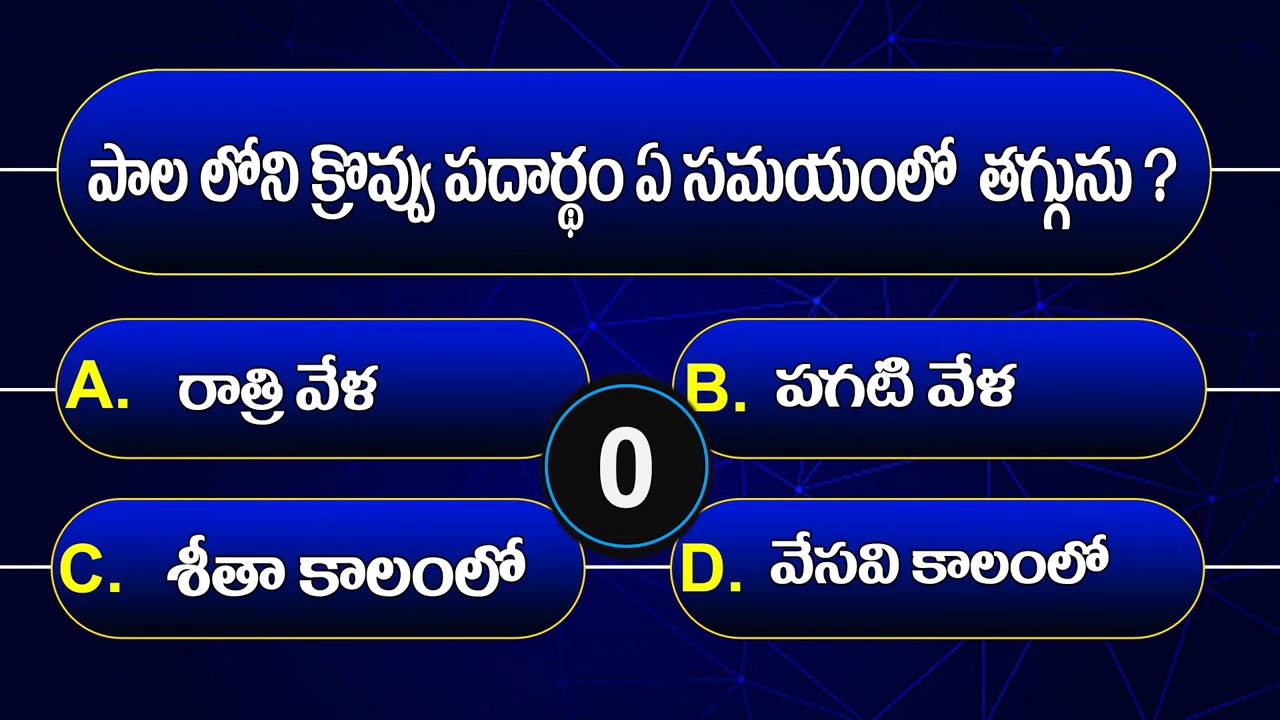 పాల లోని క్రొవ్వు పదార్థం ఏ సమయంలో తగ్గును ?
A. రాత్రి వేళ
B. పగటి వేళ
0
C. శీతా కాలంలో
D. వేసవి కాలంలో